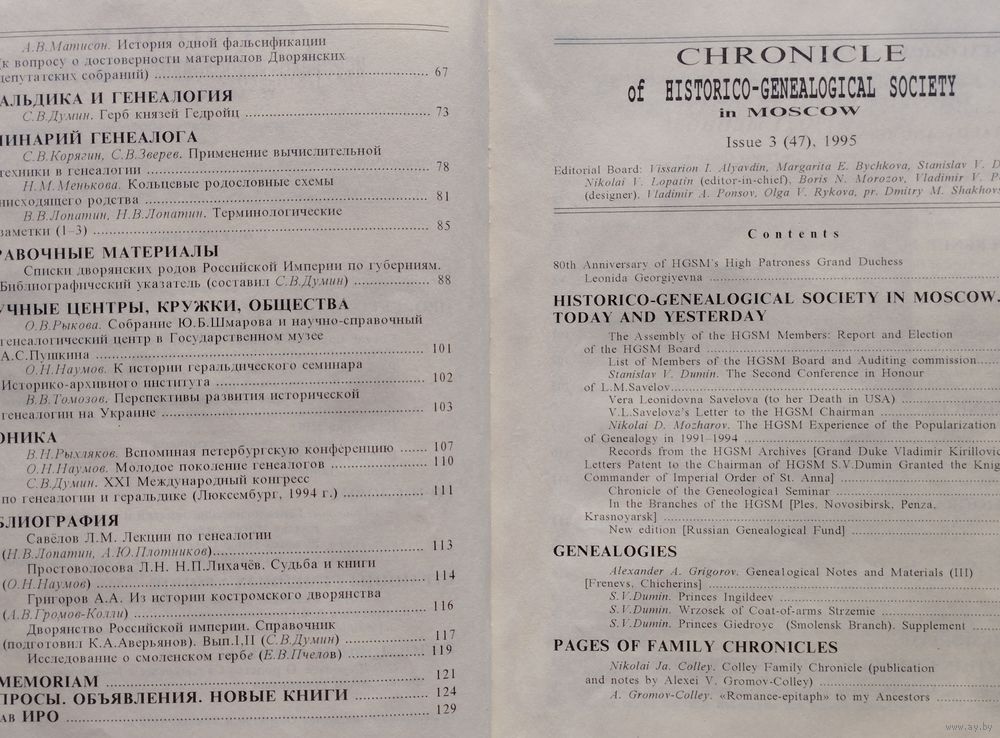 А.В.Матисон. История одной фальсификации
(к вопросу о достоверности материалов Дворянских
депутатских собраний) 67
АЛЬДИКА И ГЕНЕАЛОГИЯ
С.В.Думин. Герб князей Гедройц 73
ИНАРИЙ ГЕНЕАЛОГА
С.В.Корягин, С.В.Зверев. Применение вычислительной
техники в генеалогии 78
Н.М.Менькова. Кольцевые родословные схемы
нисходящего родства 81
В.В.Лопатин, Н.В.Лопатин. Терминологические
заметки (1-3) 85
РАВОЧНЫЕ МАТЕРИАЛЫ
Списки дворянских родов Российской Империи по губерниям.
Библиографический указатель (составил С.В.Думин) 88
УЧНЫЕ ЦЕНТРЫ, КРУЖКИ, ОБЩЕСТВА
О.В.Рыкова. Собрание Ю.Б.Шмарова и научно-справочный
генеалогический центр в Государственном музее
А.С.Пушкина 101
О.Н.Наумов. К истории геральдического семинара
Историко-архивного института 102
В.В.Томозов. Перспективы развития исторической
генеалогии на Украине 103
ОНИКА
В.Н.Рыхляков. Вспоминая петербургскую конференцию 107
О.Н.Наумов. Молодое поколение генеалогов 110
С.В.Думин. XXI Международный конгресс
по генеалогии и геральдике (Люксембург, 1994 г.) 111
БЛИОГРАФИЯ
Савёлов Л.М. Лекции по генеалогии
(Н.В.Лопатин, А.Ю.Плотников) 113
Простоволосова Л.Н. Н.П.Лихачёв. Судьба и книги
(О.Н.Наумов) 114
Григоров А.А. Из истории костромского дворянства
(А.В.Громов-Колли) 116
Дворянство Российской империи. Справочник
(подготовил К.А.Аверьянов). Вып.I,II (С.В.Думин) 117
Исследование о смоленском гербе (Е.В.Пчелов) 119
MEMORIAM 121
ПРОСЫ. ОБЪЯВЛЕНИЯ. НОВЫЕ КНИГИ 124
ав ИРО 129
CHRONICLE
of HISTORICO-GENEALOGICAL SOCIETY
in MOSCOW
Issue 3 (47), 1995
Editorial Board: Vissarion I. Alyavdin, Margarita E. Bychkova, Stanislav V. D
Nikolai V. Lopatin (editor-in-chief), Boris N. Morozov, Vladimir V. P
(designer). Vladimir A. Ponsov, Olga V. Rykova, pr. Dmitry M. Shakhovs
Contents
80th Anniversary of HGSM's High Patroness Grand Duchess
Leonida Georgiyevna
HISTORICO-GENEALOGICAL SOCIETY IN MOSCOW.
TODAY AND YESTERDAY
The Assembly of the HGSM Members: Report and Election
of the HGSM Board
List of Members of the HGSM Board and Auditing commission
Stanislav V. Dumin. The Second Conference in Honour
of L.M.Savelov
Vera Leonidovna Savelova (to her Death in USA)
V.L.Savelova's Letter to the HGSM Chairman
Nikolai D. Mozharov. The HGSM Experience of the Popularization
of Genealogy in 1991-1994
Records from the HGSM Archives [Grand Duke Vladimir Kirillovic
Letters Patent to the Chairman of HGSM S.V.Dumin Granted the Knig
Commander of Imperial Order of St. Anna]
Chronicle of the Geneological Seminar
In the Branches of the HGSM [Ples, Novosibirsk, Penza,
Krasnoyarsk]
New edition [Russian Genealogical Fund]
GENEALOGIES
Alexander A. Grigorov. Genealogical Notes and Materials (III)
[Frenevs, Chicherins]
S.V.Dumin. Princes Ingildeev
S.V.Dumin. Wrzosek of Coat-of-arms Strzemie
S.V.Dumin. Princes Giedroyc (Smolensk Branch). Supplement
PAGES OF FAMILY CHRONICLES
Nikolai Ja. Colley. Colley Family Chronicle (publication
and notes by Alexei V. Gromov-Colley)
A. Gromov-Colley. «Romance-epitaph» to my Ancestors
www.ay.by